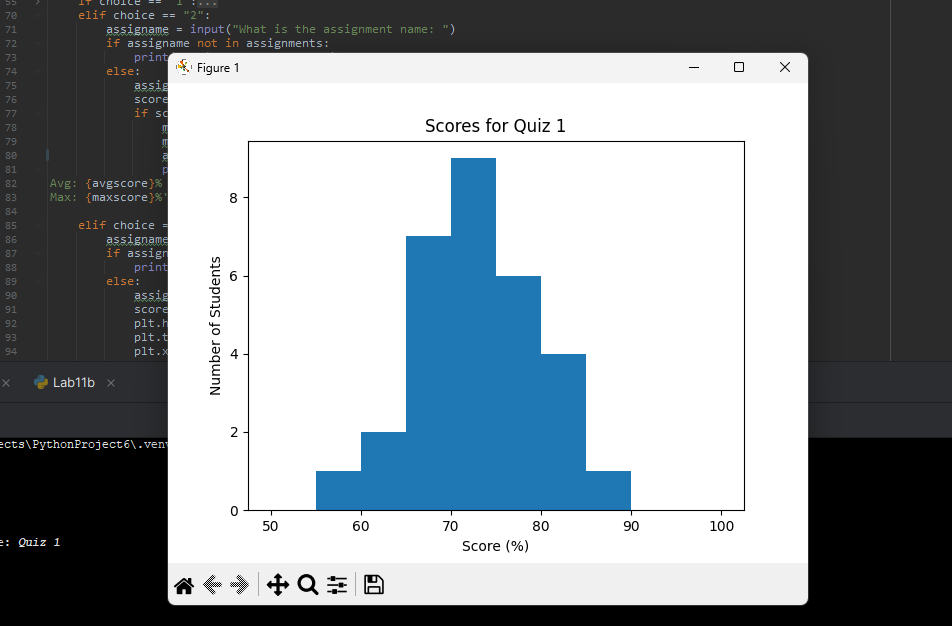 55 if choice == "1":...
70 elif choice == "2":
71 assigname = input("What is the assignment name: ")
72 if assigname not in assignments:
73 print
74 else:
75 assig
76 score
77 if sc
78 m
79 m
80 a
81 p
82 Avg: {avgscore}%
83 Max: {maxscore}%'
84
85 elif choice =
86 assigname
87 if assign
88 print
89 else:
90 assig
91 score
92 plt.h
93 plt.t
94 plt.x
Figure 1
Scores for Quiz 1
8
6
4
2
0
Number of Students
50 60 70 80 90 100
Score (%)
Lab11b
ects\PythonProject6\.venv
e: Quiz 1